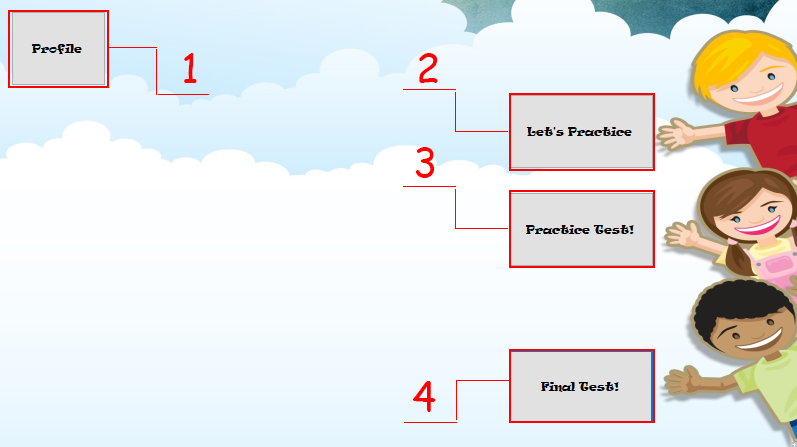 Profile
1
2
Let's Practice
3
Practice Test!
Final Test!
4